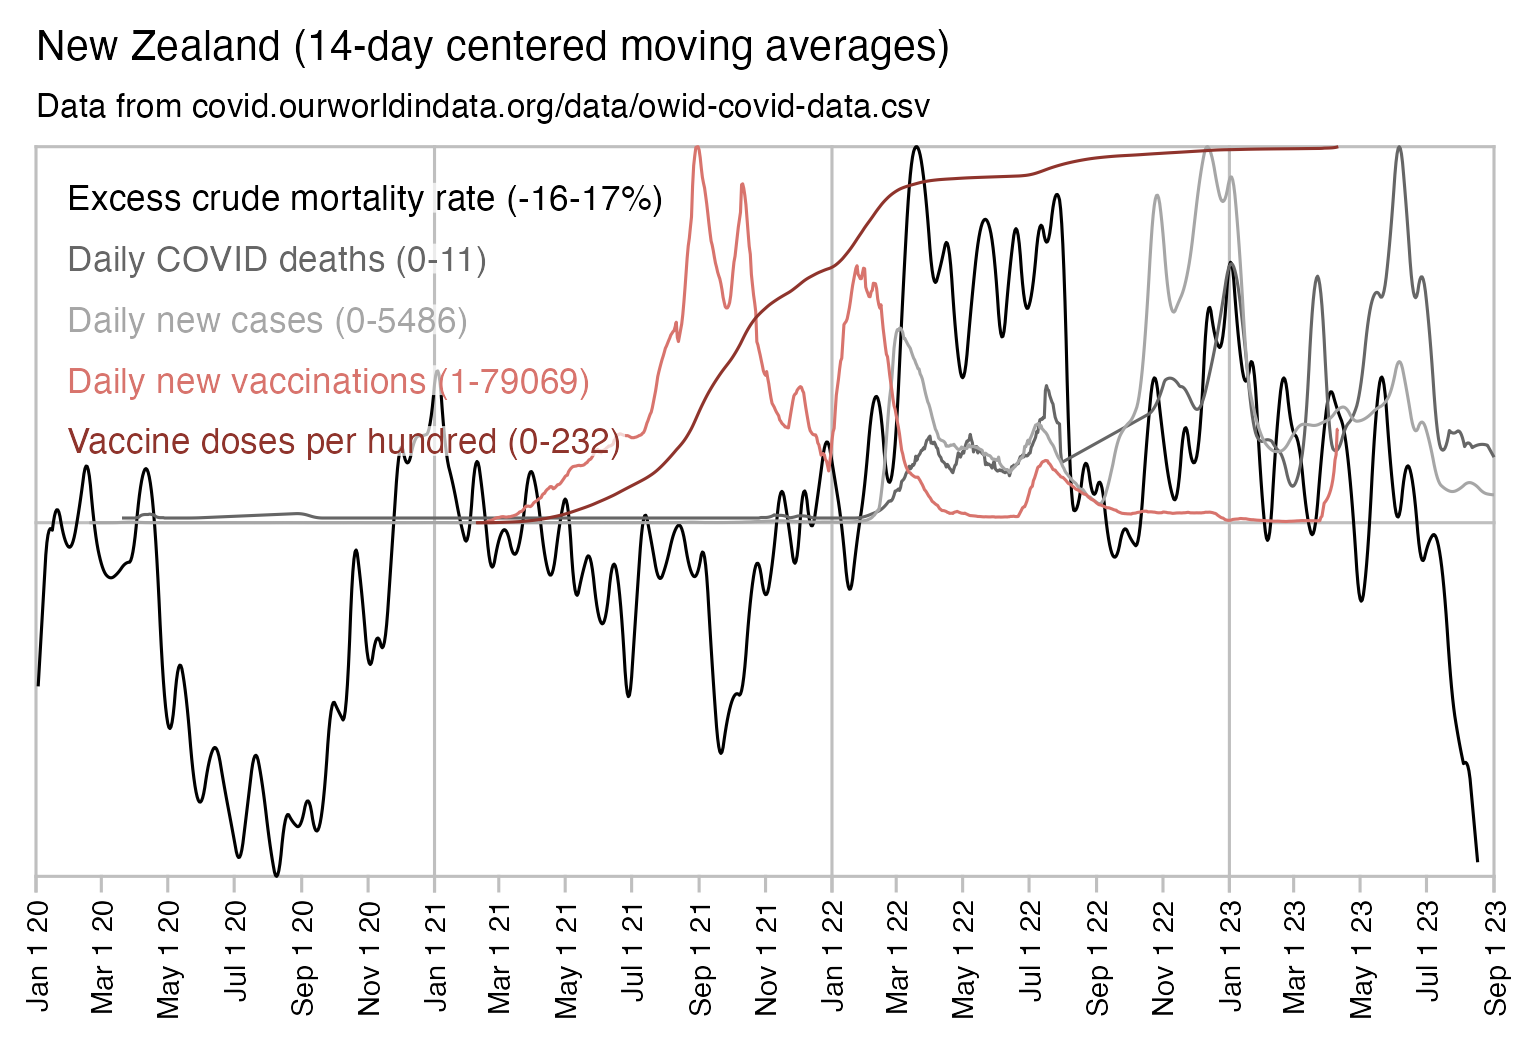 New Zealand (14-day centered moving averages)
Data from covid.ourworldindata.org/data/owid-covid-data.csv
Excess crude mortality rate (-16-17%)
Daily COVID deaths (0-11)
Daily new cases (0-5486)
Daily new vaccinations (1-79069)
Vaccine doses per hundred (0-232)
Jan 1 20
Mar 1 20
May 1 20
Jul 1 20
Sep 1 20
Nov 1 20
Jan 1 21
Mar 1 21
May 1 21
Jul 1 21
Sep 1 21
Nov 1 21
Jan 1 22
Mar 1 22
May 1 22
Jul 1 22
Sep 1 22
Nov 1 22
Jan 1 23
Mar 1 23
May 1 23
Jul 1 23
Sep 1 23